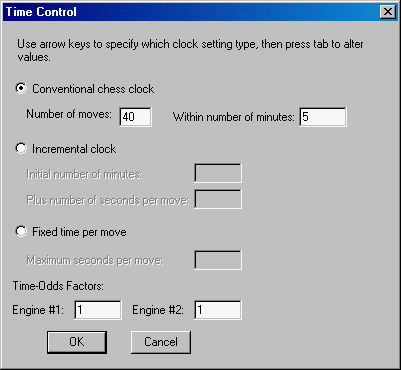 Time Control
Use arrow keys to specify which clock setting type, then press tab to alter
values.
Conventional chess clock
Number of moves: 40 Within number of minutes: 5
Incremental clock
Initial number of minutes:
Plus number of seconds per move:
Fixed time per move
Maximum seconds per move:
Time-Odds Factors:
Engine #1: 1 Engine #2: 1
OK Cancel